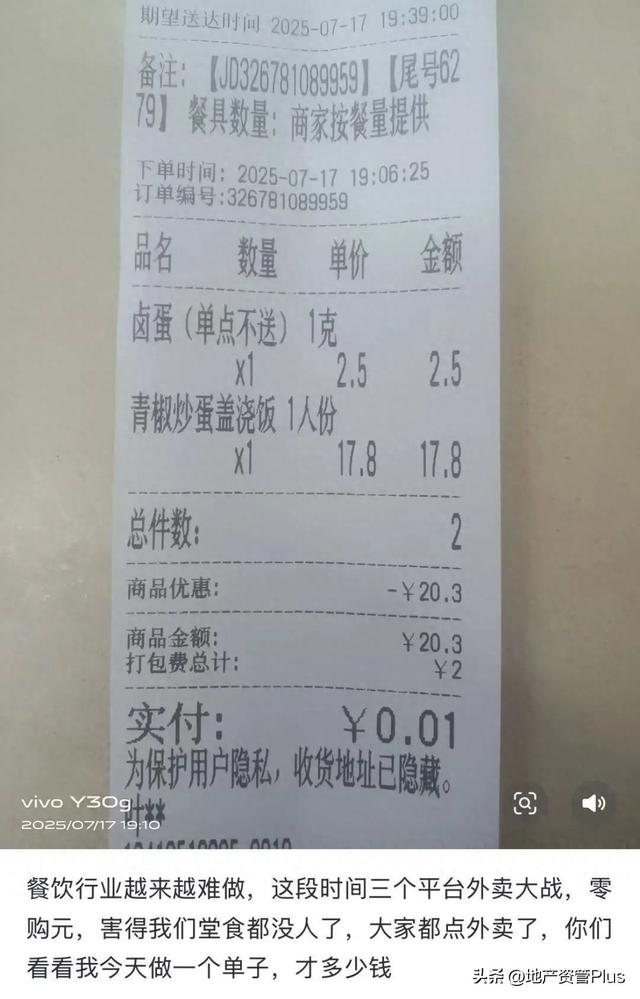 期望送达时间 2025-07-17 19:39:00
备注：【JD326781089959】【尾号62
79】 餐具数量：商家按餐量提供
下单时间：2025-07-17 19:06:25
订单编号:326781089959
品名 数量 单价 金额
卤蛋（单点不送） 1克
x1 2.5 2.5
青椒炒蛋盖浇饭 1人份
x1 17.8 17.8
总件数： 2
商品优惠： -￥20.3
商品金额： ￥20.3
打包费总计： ￥2
实付： ￥0.01
为保护用户隐私，收货地址已隐藏。
叶**
vivo Y30g
2025/07/17 19:10
餐饮行业越来越难做，这段时间三个平台外卖大战，零
购元，害得我们堂食都没人了，大家都点外卖了，你们
看看我今天做一个单子，才多少钱
头条 @地产资管Plus